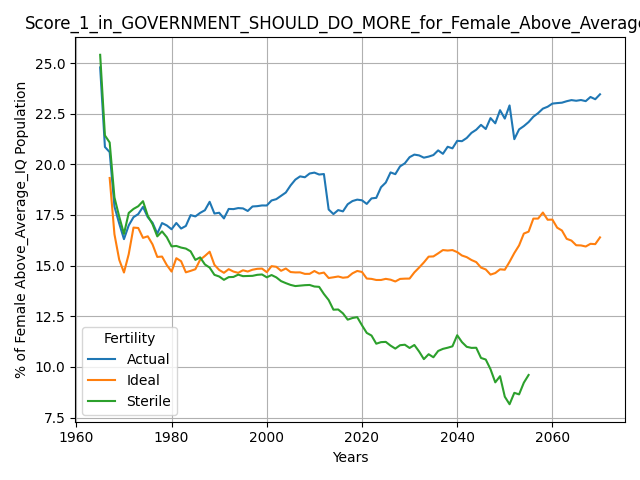 Score_1_in_GOVERNMENT_SHOULD_DO_MORE_for_Female_Above_Average
% of Female Above_Average_IQ Population
25.0
22.5
20.0
17.5
15.0
12.5
10.0
7.5
Fertility
Actual
Ideal
Sterile
1960 1980 2000 2020 2040 2060
Years